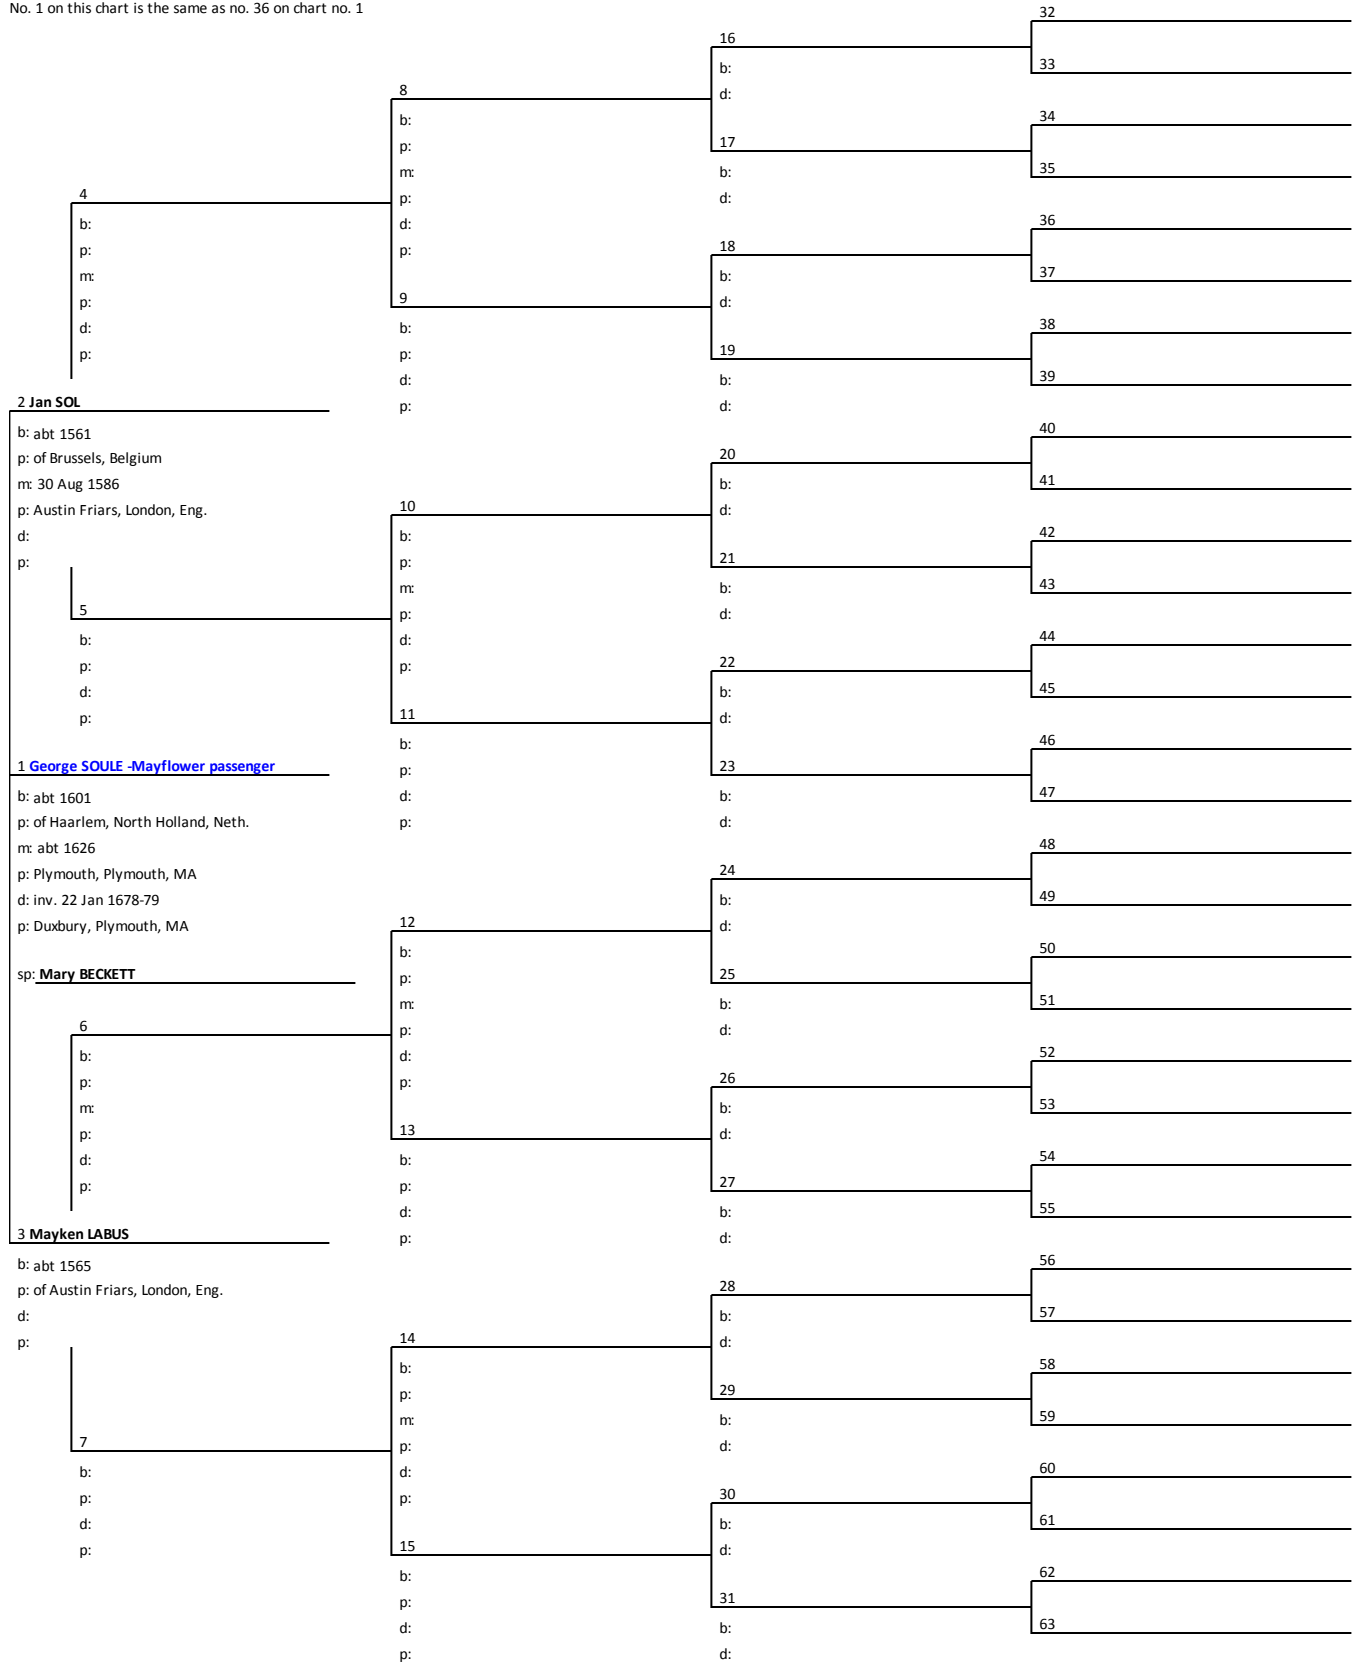 No. 1 on this chart is the same as no. 36 on chart no. 1
2 Jan SOL
b: abt 1561
p: of Brussels, Belgium
m: 30 Aug 1586
p: Austin Friars, London, Eng.
d:
p:
1 George SOULE -Mayflower passenger
b: abt 1601
p: of Haarlem, North Holland, Neth.
m: abt 1626
p: Plymouth, Plymouth, MA
d: inv. 22 Jan 1678-79
p: Duxbury, Plymouth, MA
sp: Mary BECKETT
3 Mayken LABUS
b: abt 1565
p: of Austin Friars, London, Eng.
d:
p:
4
b:
p:
m:
p:
d:
p:
5
b:
p:
d:
p:
6
b:
p:
m:
p:
d:
p:
7
b:
p:
d:
p:
8
b:
p:
m:
p:
d:
p:
9
b:
p:
d:
p:
10
b:
p:
m:
p:
d:
p:
11
b:
p:
d:
p:
12
b:
p:
m:
p:
d:
p:
13
b:
p:
d:
p:
14
b:
p:
m:
p:
d:
p:
15
b:
p:
d:
p:
16
b:
d:
17
b:
d:
18
b:
d:
19
b:
d:
20
b:
d:
21
b:
d:
22
b:
d:
23
b:
d:
24
b:
d:
25
b:
d:
26
b:
d:
27
b:
d:
28
b:
d:
29
b:
d:
30
b:
d:
31
b:
d:
32
33
34
35
36
37
38
39
40
41
42
43
44
45
46
47
48
49
50
51
52
53
54
55
56
57
58
59
60
61
62
63